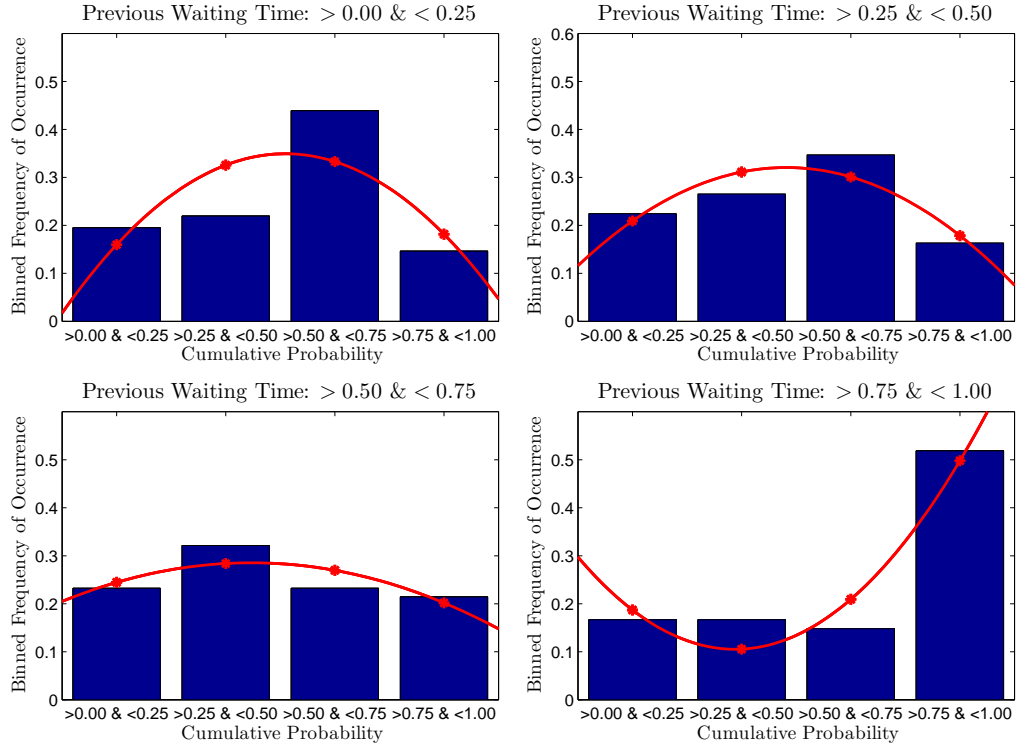 Previous Waiting Time: > 0.00 & < 0.25
Binned Frequency of Occurrence
0.5
0.4
0.3
0.2
0.1
0
>0.00 & <0.25 >0.25 & <0.50 >0.50 & <0.75 >0.75 & <1.00
Cumulative Probability
Previous Waiting Time: > 0.25 & < 0.50
Binned Frequency of Occurrence
0.6
0.5
0.4
0.3
0.2
0.1
0
>0.00 & <0.25 >0.25 & <0.50 >0.50 & <0.75 >0.75 & <1.00
Cumulative Probability
Previous Waiting Time: > 0.50 & < 0.75
Binned Frequency of Occurrence
0.5
0.4
0.3
0.2
0.1
0
>0.00 & <0.25 >0.25 & <0.50 >0.50 & <0.75 >0.75 & <1.00
Cumulative Probability
Previous Waiting Time: > 0.75 & < 1.00
Binned Frequency of Occurrence
0.5
0.4
0.3
0.2
0.1
0
>0.00 & <0.25 >0.25 & <0.50 >0.50 & <0.75 >0.75 & <1.00
Cumulative Probability